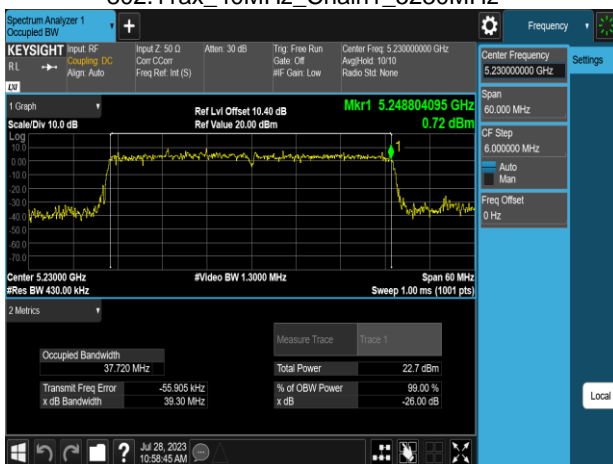 802.11ax_40MHz_Chain1_5230MHz
Spectrum Analyzer 1
Occupied BW
Frequency
KEYSIGHT
RL
LXI
Input: RF
Coupling: DC
Align: Auto
Input Z: 50 Ω
Corr CCorr
Freq Ref: Int (S)
Atten: 30 dB
Trig: Free Run
Gate: Off
#IF Gain: Low
Center Freq: 5.230000000 GHz
Avg|Hold: 10/10
Radio Std: None
Center Frequency
5.230000000 GHz
Settings
Span
60.000 MHz
CF Step
6.000000 MHz
Auto
Man
Freq Offset
0 Hz
Local
1 Graph
Scale/Div 10.0 dB
Ref Lvl Offset 10.40 dB
Ref Value 20.00 dBm
Mkr1 5.248804095 GHz
0.72 dBm
Log
10.0
0.00
-10.0
-20.0
-30.0
-40.0
-50.0
-60.0
-70.0
1
Center 5.23000 GHz
#Res BW 430.00 kHz
#Video BW 1.3000 MHz
Span 60 MHz
Sweep 1.00 ms (1001 pts)
2 Metrics
Measure Trace
Trace 1
Occupied Bandwidth
37.720 MHz
Total Power
22.7 dBm
Transmit Freq Error
-55.905 kHz
% of OBW Power
99.00 %
x dB Bandwidth
39.30 MHz
x dB
-26.00 dB
?
Jul 28, 2023
10:58:45 AM